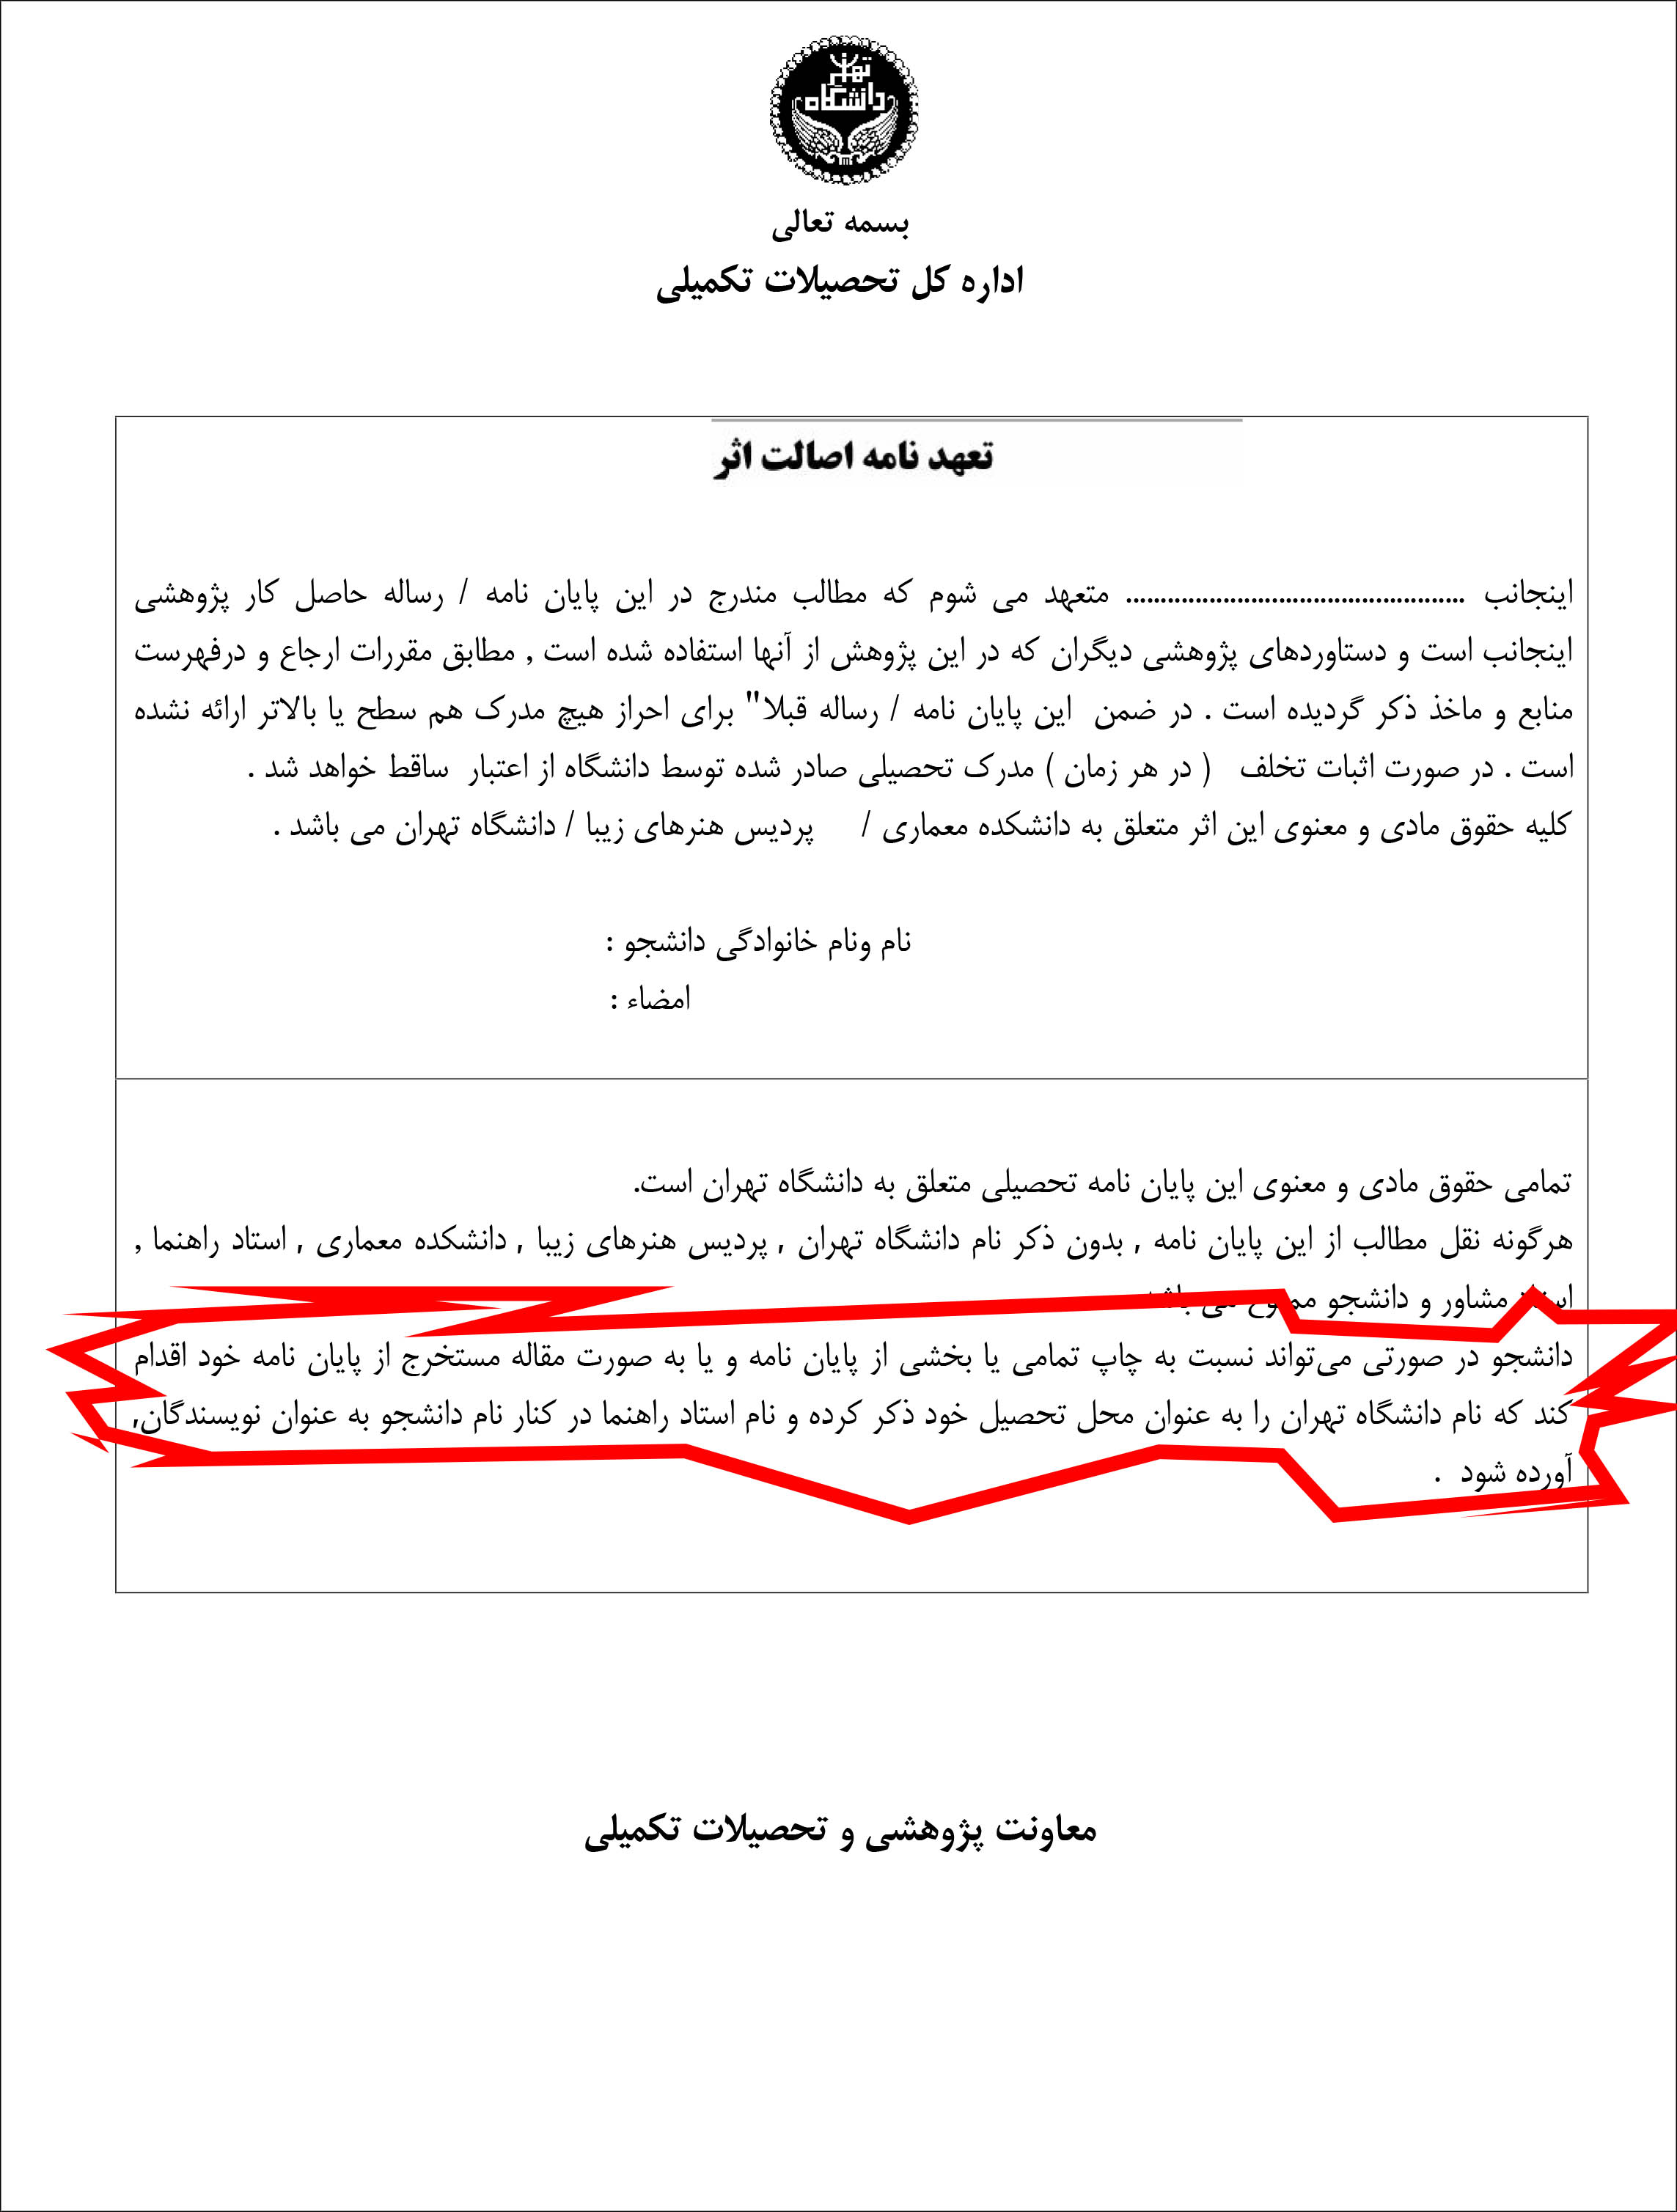 دانشگاه تهران
بسمه تعالی
اداره کل تحصیلات تکمیلی
تعهد نامه اصالت اثر
اینجانب ................................................ متعهد می شوم که مطالب مندرج در این پایان نامه / رساله حاصل کار پژوهشی
اینجانب است و دستاوردهای پژوهشی دیگران که در این پژوهش از آنها استفاده شده است , مطابق مقررات ارجاع و درفهرست
منابع و ماخذ ذکر گردیده است . در ضمن این پایان نامه / رساله قبلا" برای احراز هیچ مدرک هم سطح یا بالاتر ارائه نشده
است . در صورت اثبات تخلف ( در هر زمان ) مدرک تحصیلی صادر شده توسط دانشگاه از اعتبار ساقط خواهد شد .
کلیه حقوق مادی و معنوی این اثر متعلق به دانشکده معماری / پردیس هنرهای زیبا / دانشگاه تهران می باشد .
نام ونام خانوادگی دانشجو :
امضاء :
تمامی حقوق مادی و معنوی این پایان نامه تحصیلی متعلق به دانشگاه تهران است.
هرگونه نقل مطالب از این پایان نامه , بدون ذکر نام دانشگاه تهران , پردیس هنرهای زیبا , دانشکده معماری , استاد راهنما ,
استاد مشاور و دانشجو ممنوع می باشد
دانشجو در صورتی می‌تواند نسبت به چاپ تمامی یا بخشی از پایان نامه و یا به صورت مقاله مستخرج از پایان نامه خود اقدام
کند که نام دانشگاه تهران را به عنوان محل تحصیل خود ذکر کرده و نام استاد راهنما در کنار نام دانشجو به عنوان نویسندگان,
آورده شود .
معاونت پژوهشی و تحصیلات تکمیلی